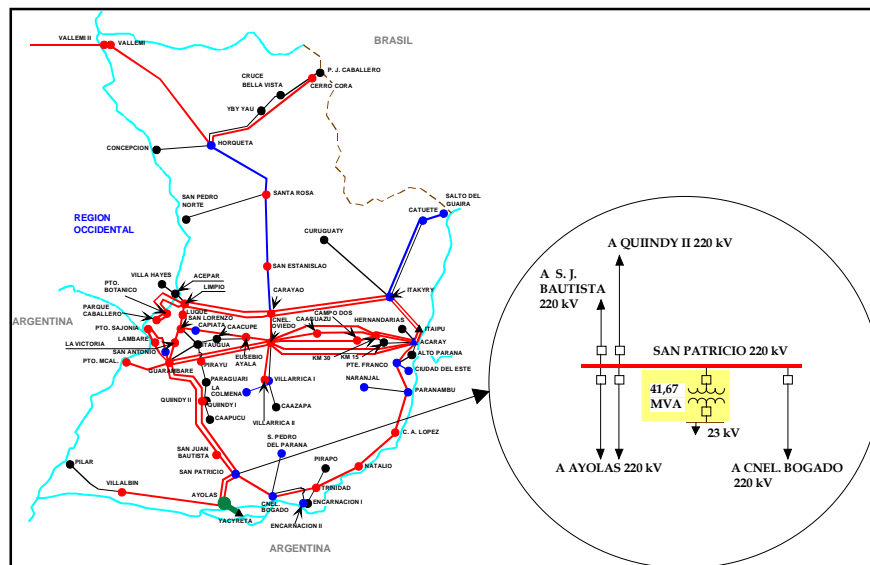 VALLEMI II
VALLEMI
BRASIL
P. J. CABALLERO
CRUCE
BELLA VISTA
CERRO CORA
YBY YAU
CONCEPCION
HORQUETA
SAN PEDRO
NORTE
SANTA ROSA
SALTO DEL
GUAIRA
CATUETE
REGION
OCCIDENTAL
CURUGUATY
SAN ESTANISLAO
ITAKYRY
VILLA HAYES
ACEPAR
PTO.
BOTANICO
LIMPIO
CARAYAO
PARQUE
CABALLERO
LUQUE
SAN LORENZO
CNEL.
OVIEDO
CAMPO DOS
HERNANDARIAS
CAAGUAZU
ITAIPU
ARGENTINA
PTO. SAJONIA
CAPIATA
CAACUPE
LAMBARE
ITAUGUA
ACARAY
LA VICTORIA
SAN ANTONIO
EUSEBIO
AYALA
KM 30
KM 15
ALTO PARANA
PTE. FRANCO
CIUDAD DEL ESTE
PTO. MCAL.
GUARAMBARE
PIRAYU
PARAGUARI
LA
COLMENA
VILLARRICA I
NARANJAL
PARANAMBU
QUIINDY II
QUINDY I
CAAPUCU
CAAZAPA
VILLARRICA II
S. PEDRO
DEL PARANA
C. A. LOPEZ
SAN JUAN
BAUTISTA
PIRAPO
NATALIO
PILAR
SAN PATRICIO
TRINIDAD
VILLALBIN
AYOLAS
CNEL.
BOGADO
ENCARNACION I
YACYRETA
ENCARNACION II
ARGENTINA
A QUIINDY II 220 kV
A S. J.
BAUTISTA
220 kV
SAN PATRICIO 220 kV
41,67
MVA
23 kV
A AYOLAS 220 kV
A CNEL. BOGADO
220 kV